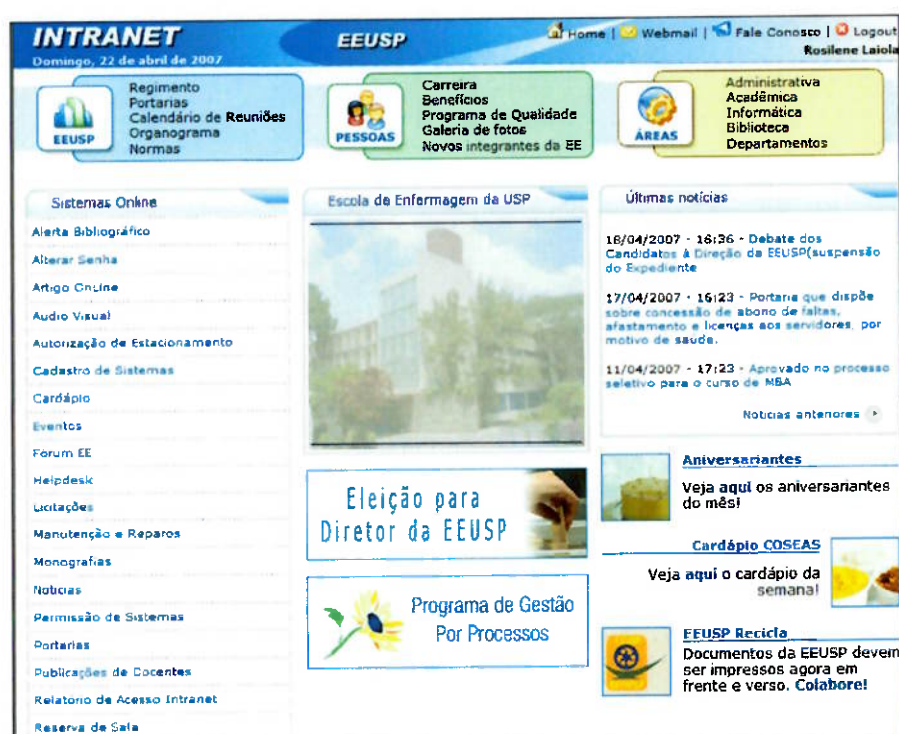 INTRANET
Domingo, 22 de abril de 2007
EEUSP
Home | Webmail | Fale Conosco | Logout
Rosilene Laiola
EEUSP
Regimento
Portarias
Calendário de Reuniões
Organograma
Normas
PESSOAS
Carreira
Benefícios
Programa de Qualidade
Galeria de fotos
Novos integrantes da EE
ÁREAS
Administrativa
Acadêmica
Informática
Biblioteca
Departamentos
Sistemas Online
Alerta Bibliográfico
Alterar Senha
Artigo Online
Audio Visual
Autorização de Estacionamento
Cadastro de Sistemas
Cardápio
Eventos
Forum EE
Helpdesk
Licitações
Manutenção e Reparos
Monografias
Notícias
Permissão de Sistemas
Portarias
Publicações de Docentes
Relatorio de Acesso Intranet
Reserva de Sala
Escola de Enfermagem da USP
Eleição para
Diretor da EEUSP
Programa de Gestão
Por Processos
Últimas notícias
18/04/2007 - 16:36 - Debate dos
Candidatos à Direção da EEUSP(suspensão
do Expediente
17/04/2007 - 16:23 - Portaria que dispõe
sobre concessão de abono de faltas,
afastamento e licenças aos servidores, por
motivo de saude.
11/04/2007 - 17:23 - Aprovado no processo
seletivo para o curso de MBA
Noticias anteriores
Aniversariantes
Veja aqui os aniversariantes
do mês!
Cardápio COSEAS
Veja aqui o cardápio da
semana!
EEUSP Recicla
Documentos da EEUSP devem
ser impressos agora em
frente e verso. Colabore!